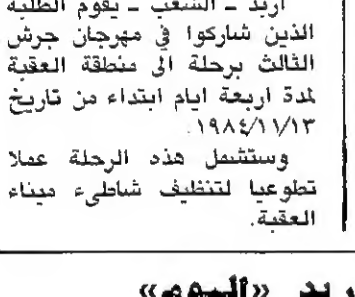 اربد ـ الشعب ـ يقوم الطلبة
الذين شاركوا في مهرجان جرش
الثالث برحلة الى منطقة العقبة
لمدة اربعة ايام ابتداء من تاريخ
١٩٨٤/١١/١٣.
وستشمل هذه الرحلة عملا
تطوعيا لتنظيف شاطىء ميناء
العقبة.
«اليوم»